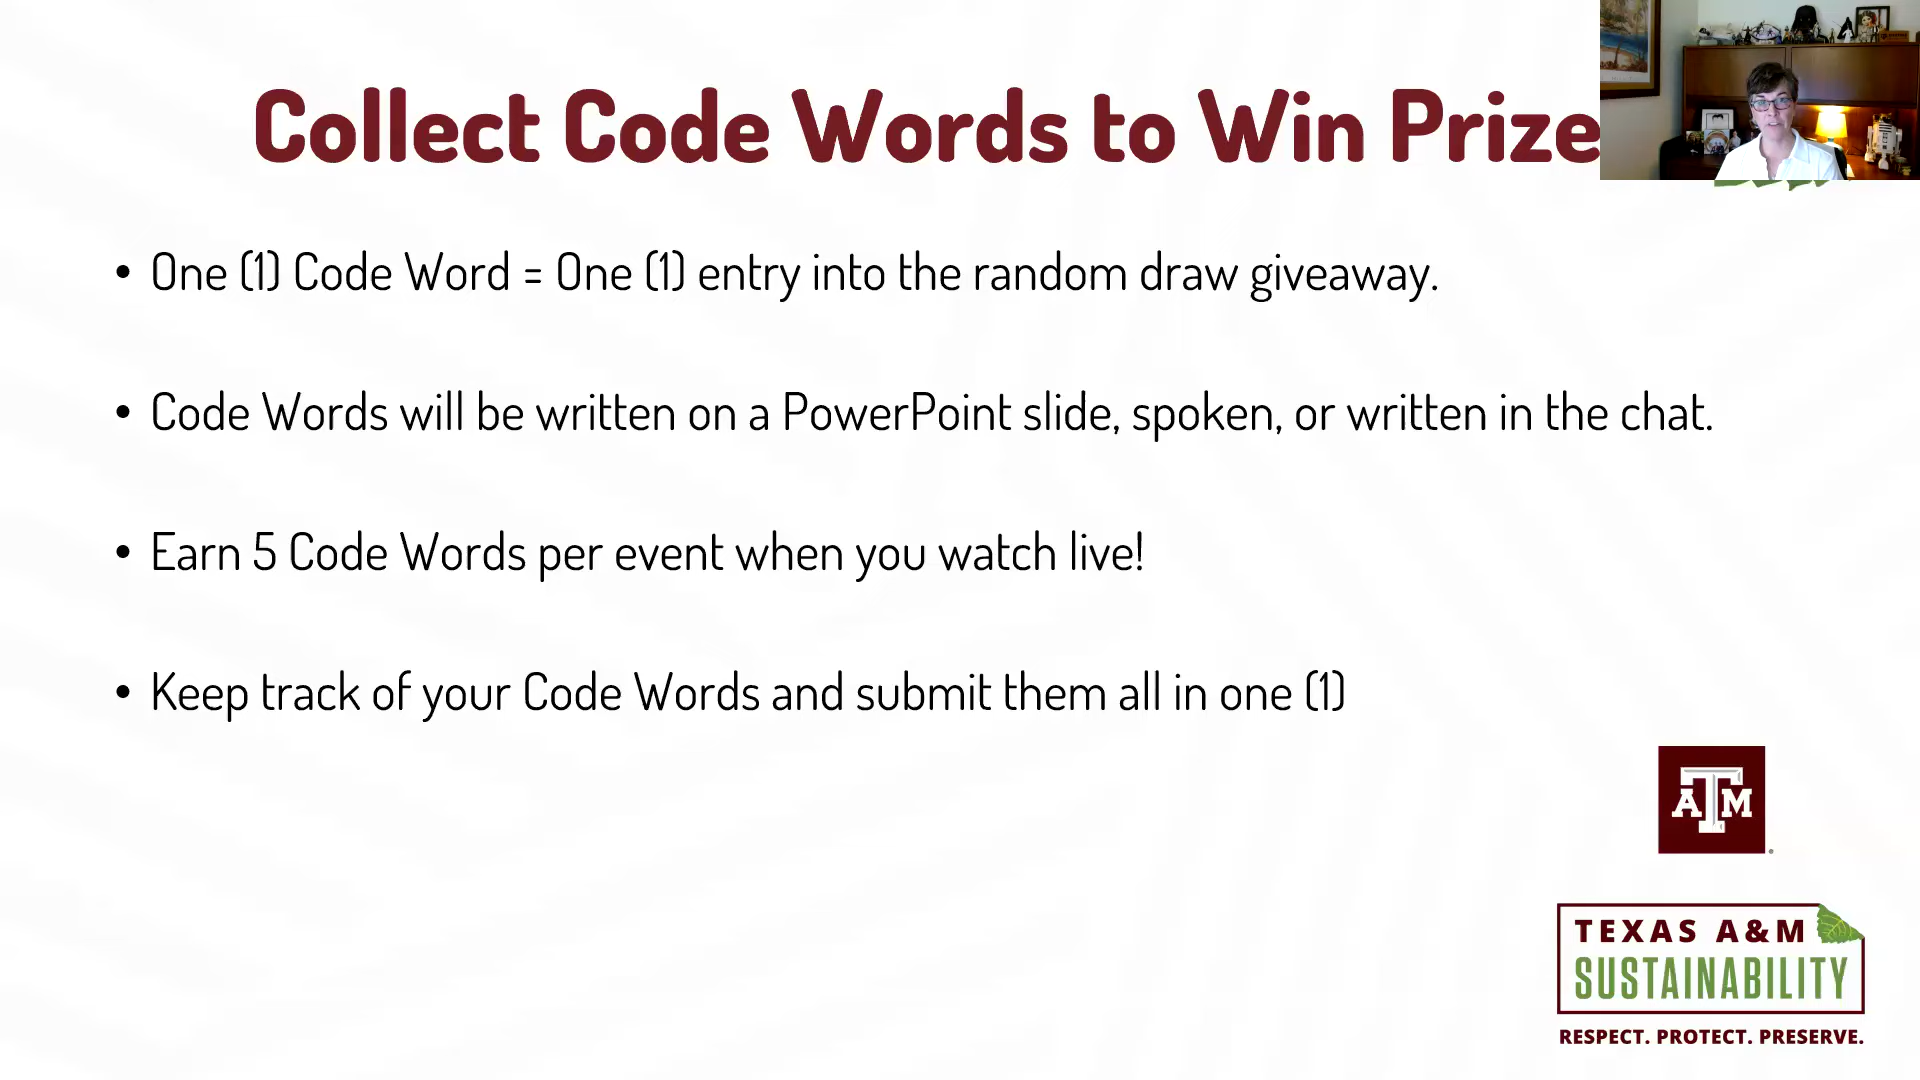 Collect Code Words to Win Prize
• One (1) Code Word = One (1) entry into the random draw giveaway.
• Code Words will be written on a PowerPoint slide, spoken, or written in the chat.
• Earn 5 Code Words per event when you watch live!
• Keep track of your Code Words and submit them all in one (1)
ATM
TEXAS A&M
SUSTAINABILITY
RESPECT. PROTECT. PRESERVE.